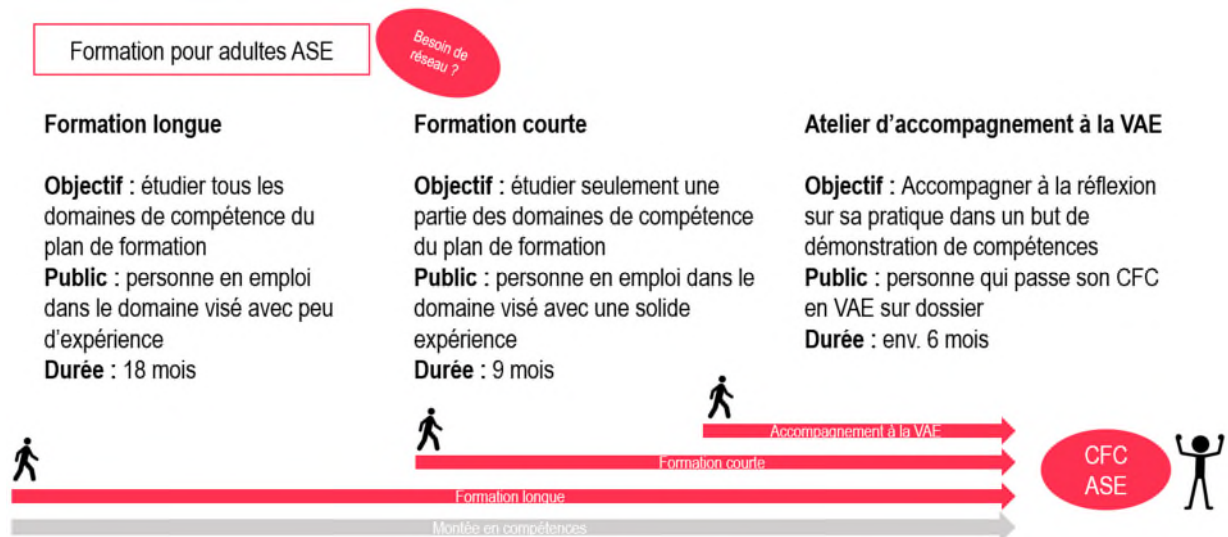 Formation pour adultes ASE
Besoin de
réseau ?
Formation longue
Objectif : étudier tous les
domaines de compétence du
plan de formation
Public : personne en emploi
dans le domaine visé avec peu
d'expérience
Durée : 18 mois
Formation courte
Objectif : étudier seulement une
partie des domaines de compétence
du plan de formation
Public : personne en emploi dans le
domaine visé avec une solide
expérience
Durée : 9 mois
Atelier d'accompagnement à la VAE
Objectif : Accompagner à la réflexion
sur sa pratique dans un but de
démonstration de compétences
Public : personne qui passe son CFC
en VAE sur dossier
Durée : env. 6 mois
Accompagnement à la VAE
Formation courte
Formation longue
Montée en compétences
CFC
ASE